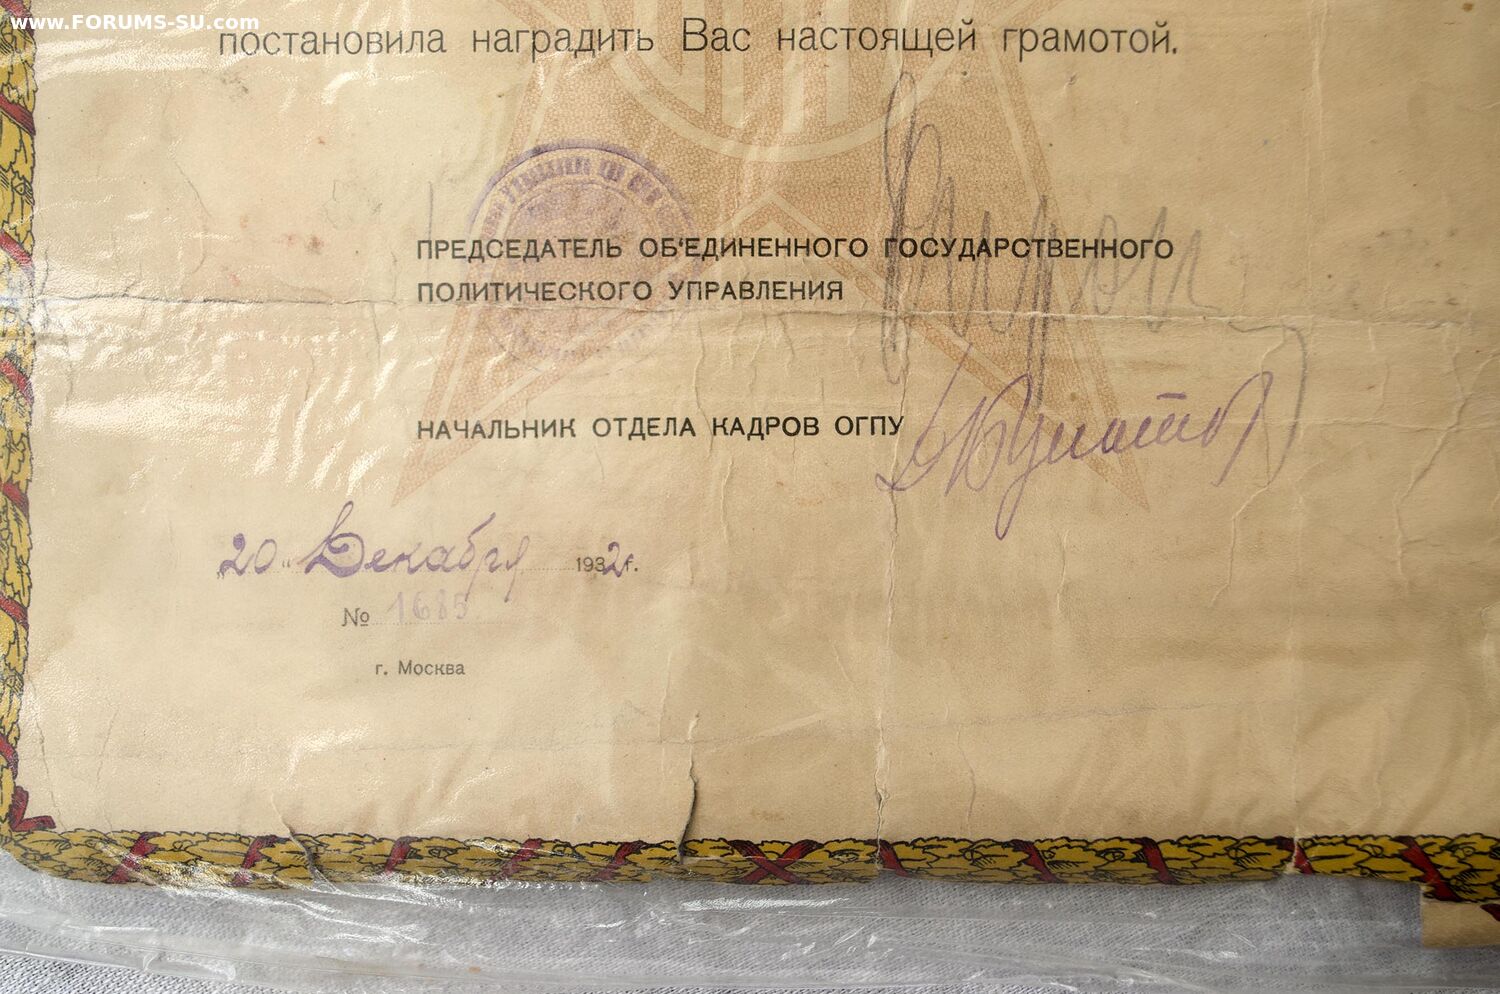 www.FORUMS-SU.com
постановила наградить Вас настоящей грамотой.
ПРЕДСЕДАТЕЛЬ ОБ'ЕДИНЕННОГО ГОСУДАРСТВЕННОГО
ПОЛИТИЧЕСКОГО УПРАВЛЕНИЯ
НАЧАЛЬНИК ОТДЕЛА КАДРОВ ОГПУ
„20“ Декабря 1932 г.
№ 1685.
г. Москва